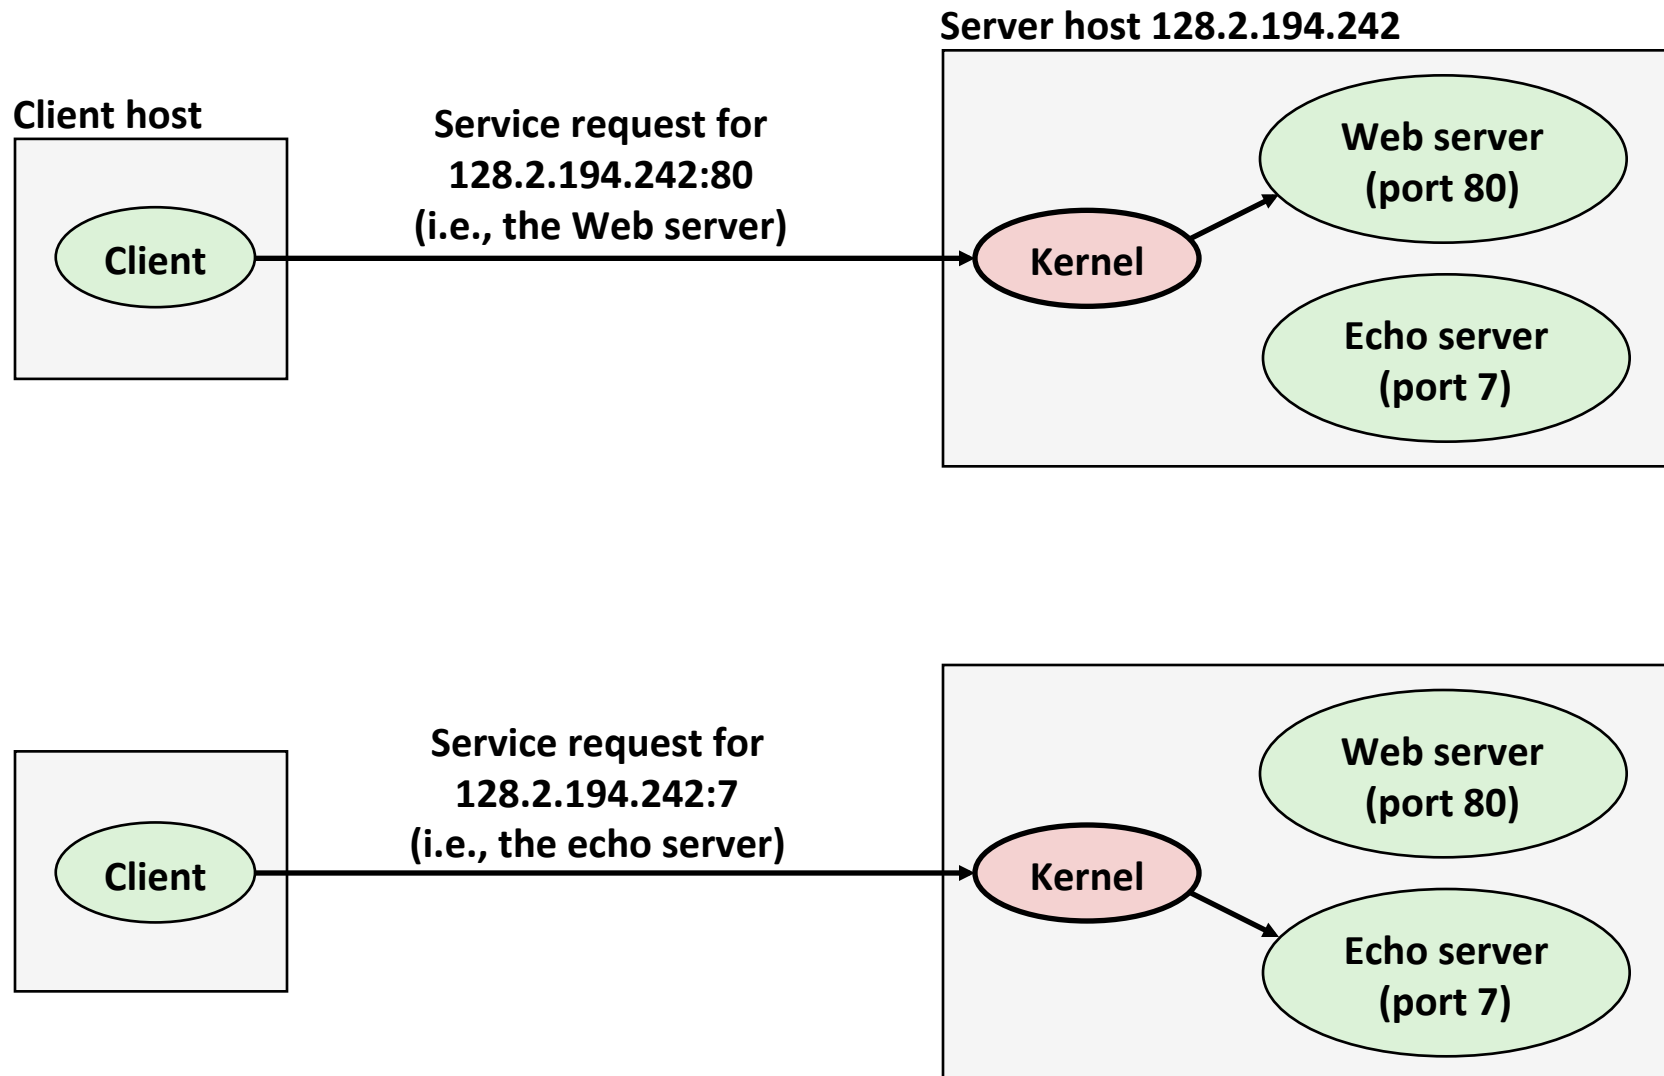 Server host 128.2.194.242
Client host
Service request for
128.2.194.242:80
(i.e., the Web server)
Client
Kernel
Web server
(port 80)
Echo server
(port 7)
Service request for
128.2.194.242:7
(i.e., the echo server)
Client
Kernel
Web server
(port 80)
Echo server
(port 7)